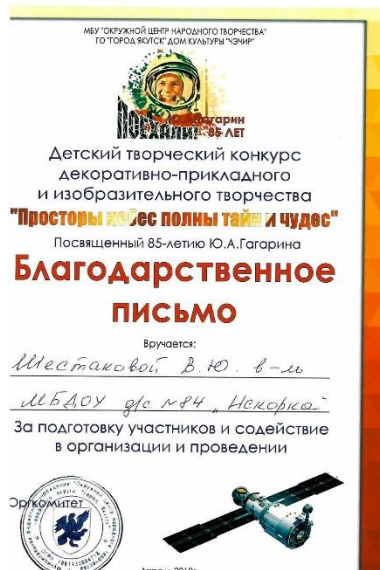 МБУ "ОКРУЖНОЙ ЦЕНТР НАРОДНОГО ТВОРЧЕСТВА"
ГО "ГОРОД ЯКУТСК" ДОМ КУЛЬТУРЫ "ЧЭЧИР"
ПОЕХАЛИ!
Ю.А.Гагарин
85 ЛЕТ
Детский творческий конкурс
декоративно-прикладного
и изобразительного творчества
"Просторы небес полны тайн и чудес"
Посвященный 85-летию Ю.А.Гагарина
Благодарственное
письмо
Вручается:
Шестаковой В.Ю. в-ль
МБДОУ д/с №84 „Искорка"
За подготовку участников и содействие
в организации и проведении
Оргкомитет